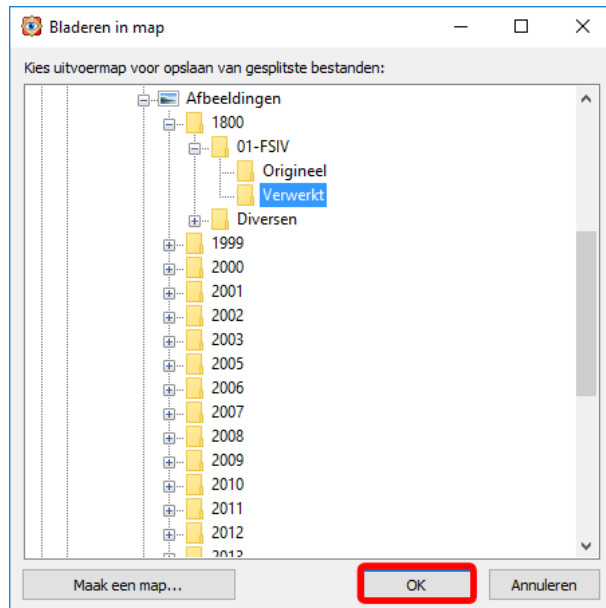 Bladeren in map
Kies uitvoermap voor opslaan van gesplitste bestanden:
Afbeeldingen
1800
01-FSIV
Origineel
Verwerkt
Diversen
1999
2000
2001
2002
2003
2005
2006
2007
2008
2009
2010
2011
2012
2013
Maak een map... OK Annuleren